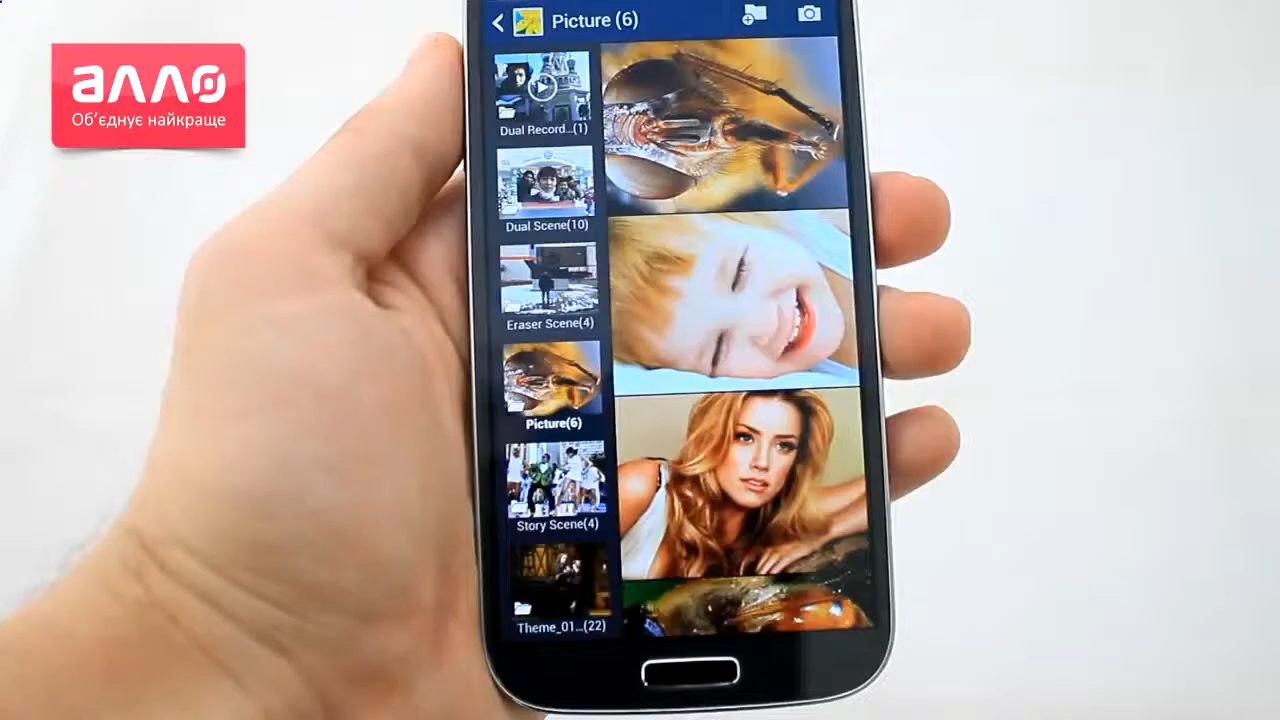 алло
Об’єднує найкраще
Picture (6)
Dual Record...(1)
Dual Scene(10)
Eraser Scene(4)
Picture(6)
Story Scene(4)
Theme_01...(22)